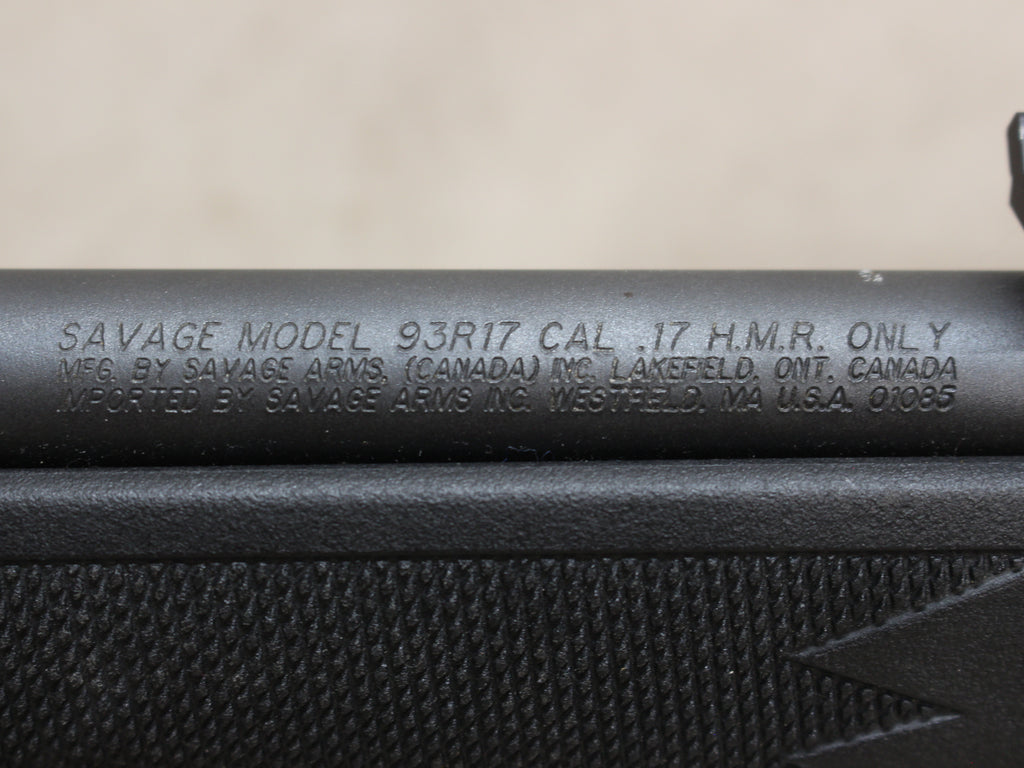 SAVAGE MODEL 93R17 CAL .17 H.M.R. ONLY
MFG. BY SAVAGE ARMS, (CANADA) INC. LAKEFIELD, ONT. CANADA
IMPORTED BY SAVAGE ARMS INC. WESTFIELD, MA U.S.A. 01085